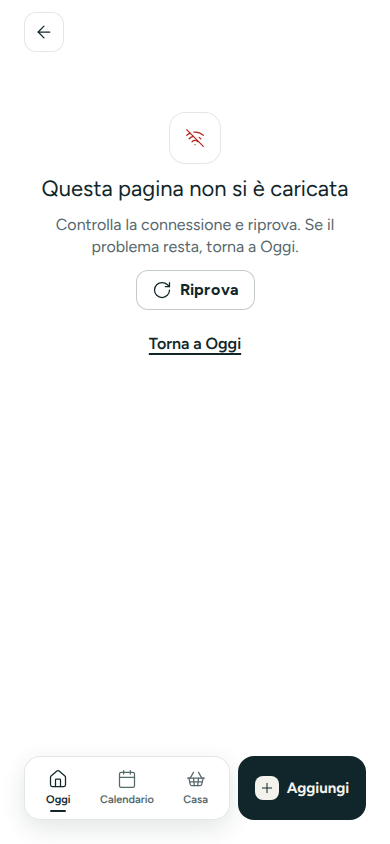 Questa pagina non si è caricata
Controlla la connessione e riprova. Se il
problema resta, torna a Oggi.
Riprova
Torna a Oggi
Oggi
Calendario
Casa
Aggiungi